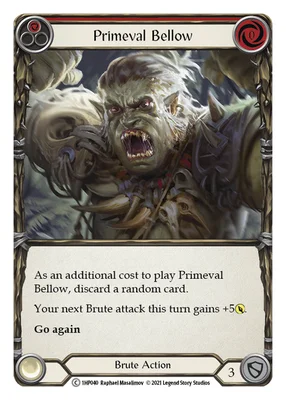 Primeval Bellow
As an additional cost to play Primeval
Bellow, discard a random card.
Your next Brute attack this turn gains +5.
Go again
Brute Action
3
C 1HP040 Raphael Masalimov © 2021 Legend Story Studios